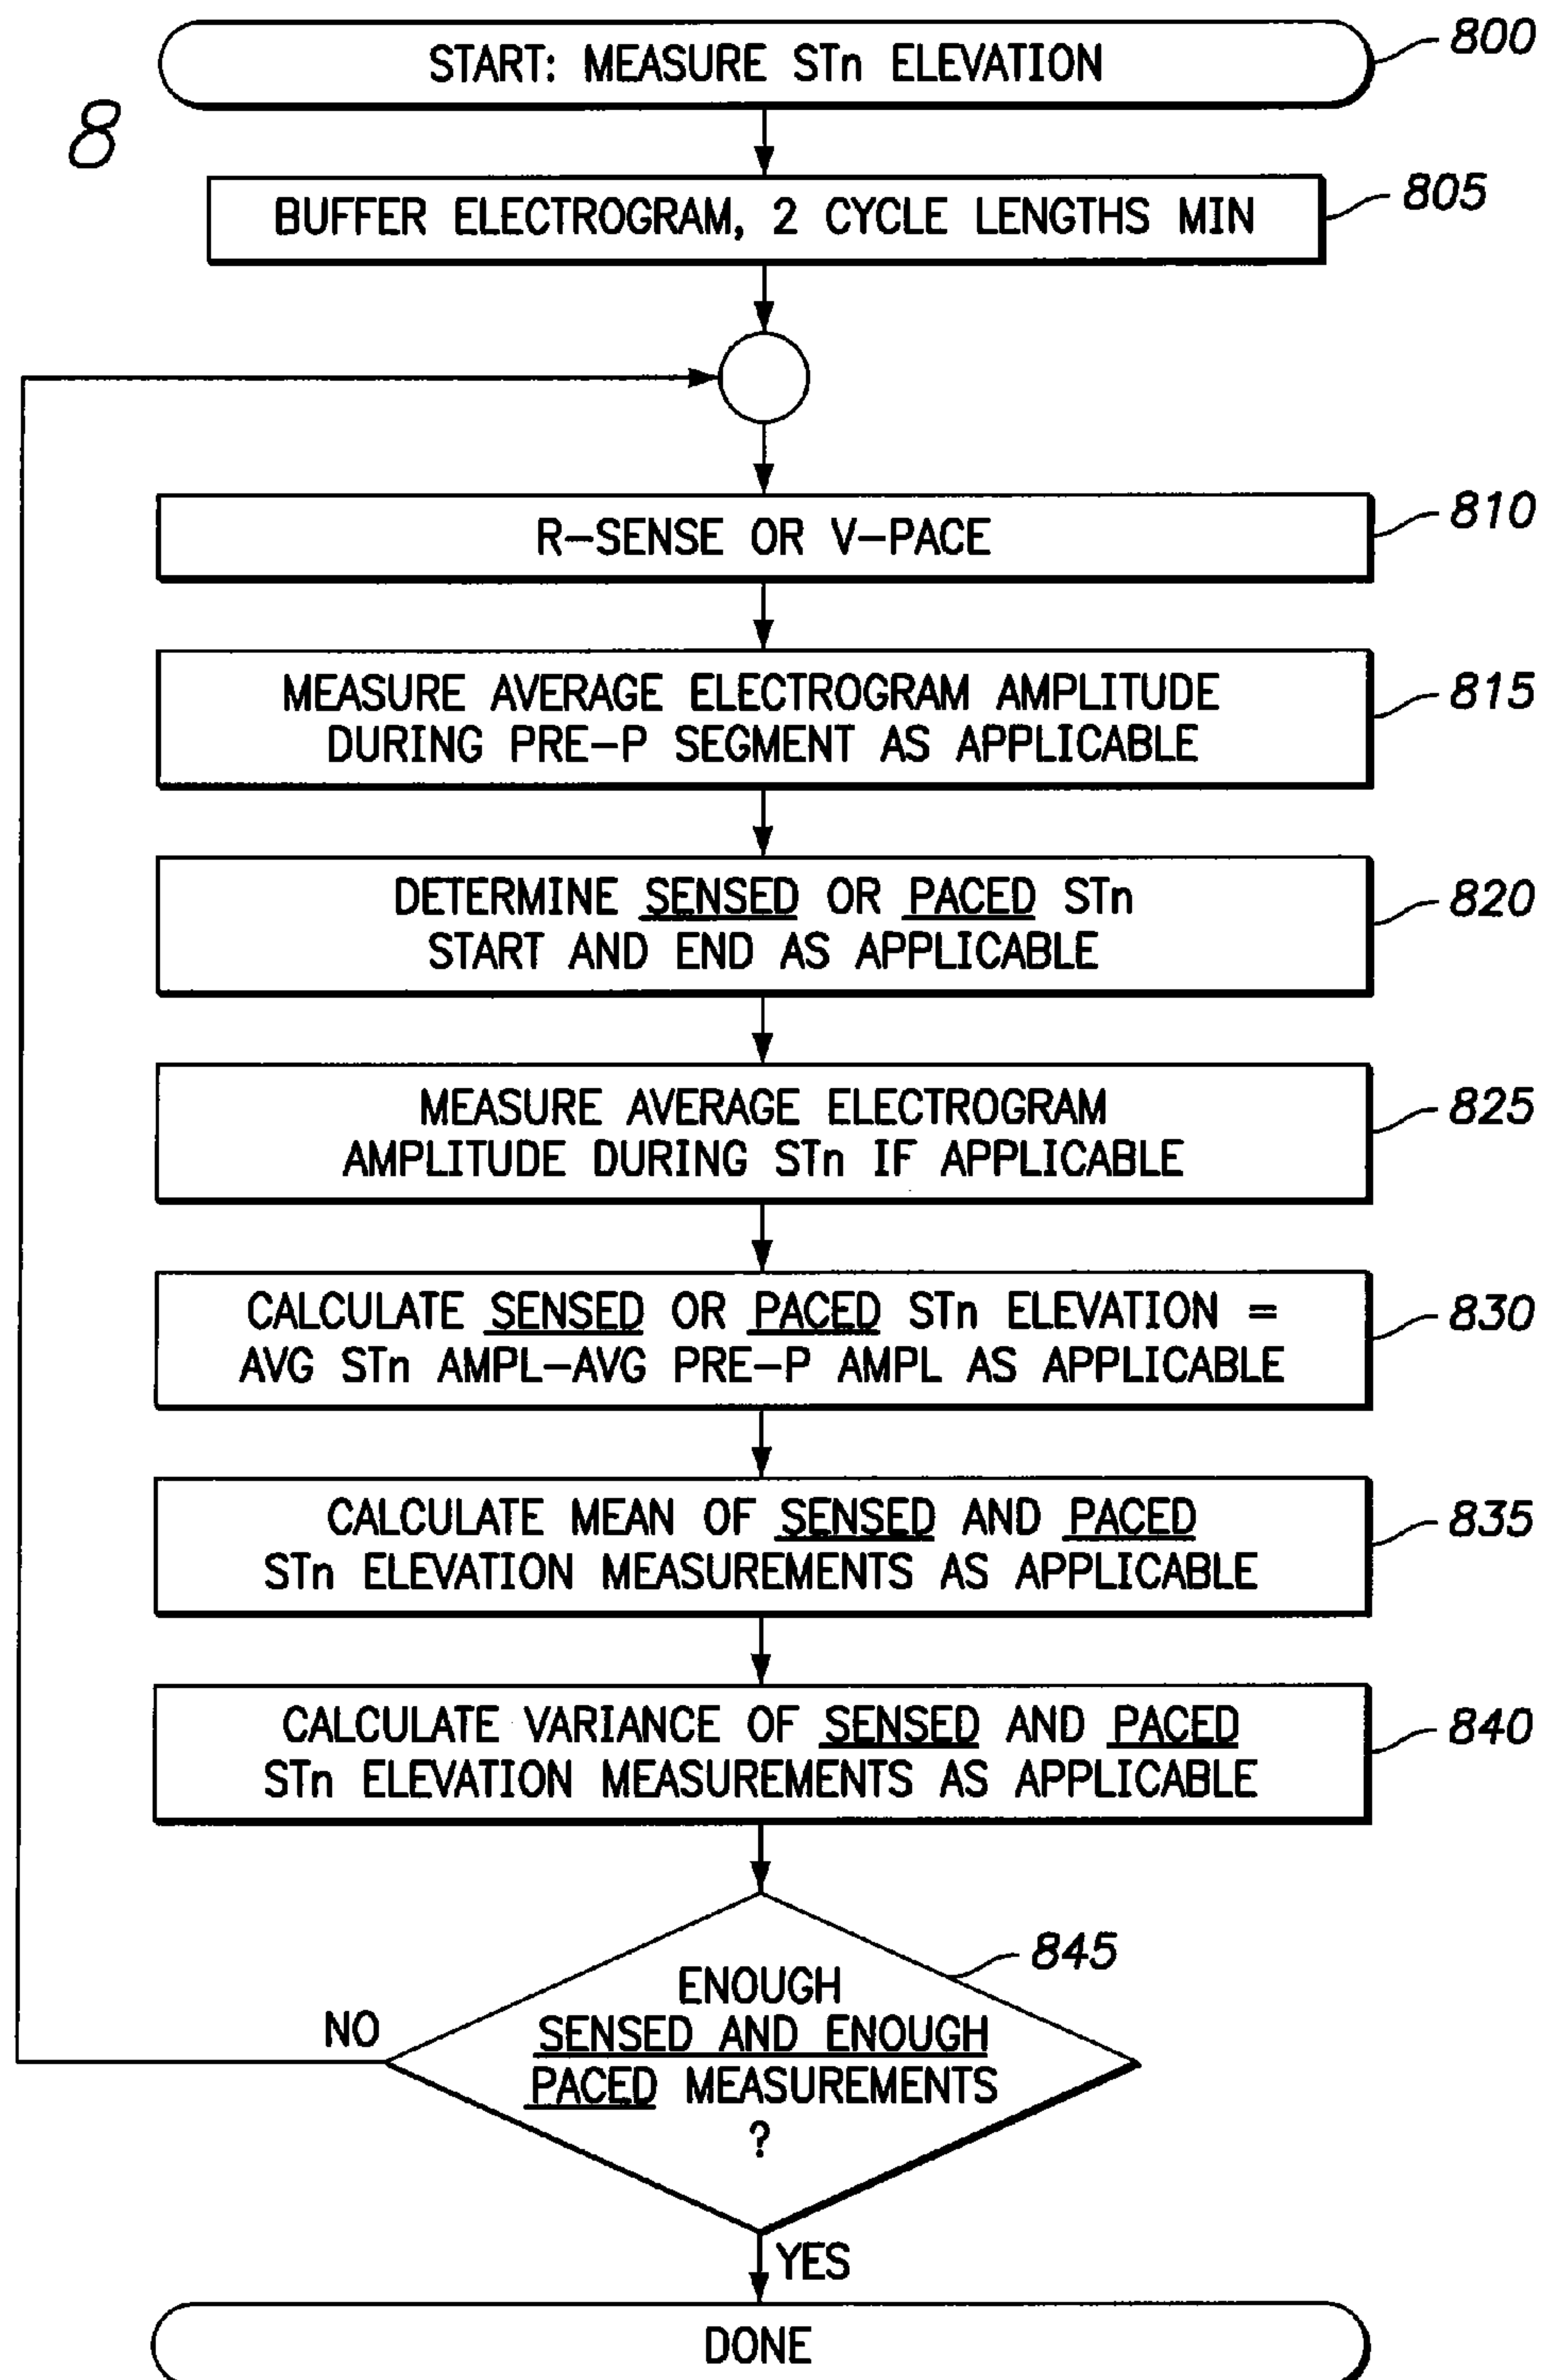 START: MEASURE STn ELEVATION
800
8
BUFFER ELECTROGRAM, 2 CYCLE LENGTHS MIN
805
R-SENSE OR V-PACE
810
MEASURE AVERAGE ELECTROGRAM AMPLITUDE
DURING PRE-P SEGMENT AS APPLICABLE
815
DETERMINE SENSED OR PACED STn
START AND END AS APPLICABLE
820
MEASURE AVERAGE ELECTROGRAM
AMPLITUDE DURING STn IF APPLICABLE
825
CALCULATE SENSED OR PACED STn ELEVATION =
AVG STn AMPL-AVG PRE-P AMPL AS APPLICABLE
830
CALCULATE MEAN OF SENSED AND PACED
STn ELEVATION MEASUREMENTS AS APPLICABLE
835
CALCULATE VARIANCE OF SENSED AND PACED
STn ELEVATION MEASUREMENTS AS APPLICABLE
840
845
ENOUGH
SENSED AND ENOUGH
PACED MEASUREMENTS
?
NO
YES
DONE